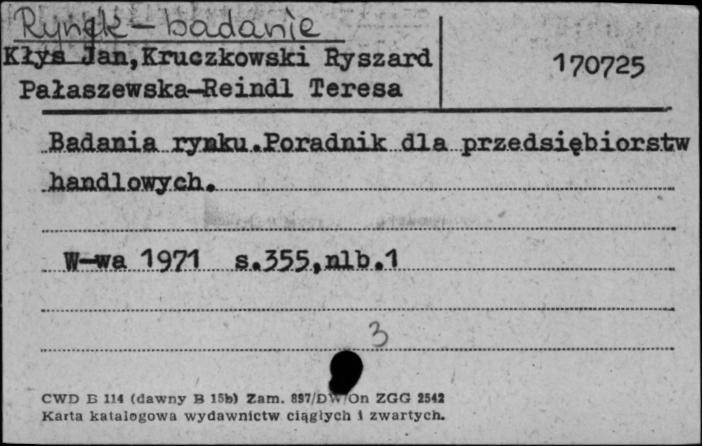 Rynek - badanie
Kłys Jan, Kruczkowski Ryszard
Pałaszewska-Reindl Teresa
170725
Badania rynku. Poradnik dla przedsiębiorstw
handlowych.
W-wa 1971 s.355, nlb.1
3
CWD B 114 (dawny B 15b) Zam. 897/DW/On ZGG 2542
Karta katalogowa wydawnictw ciągłych i zwartych.